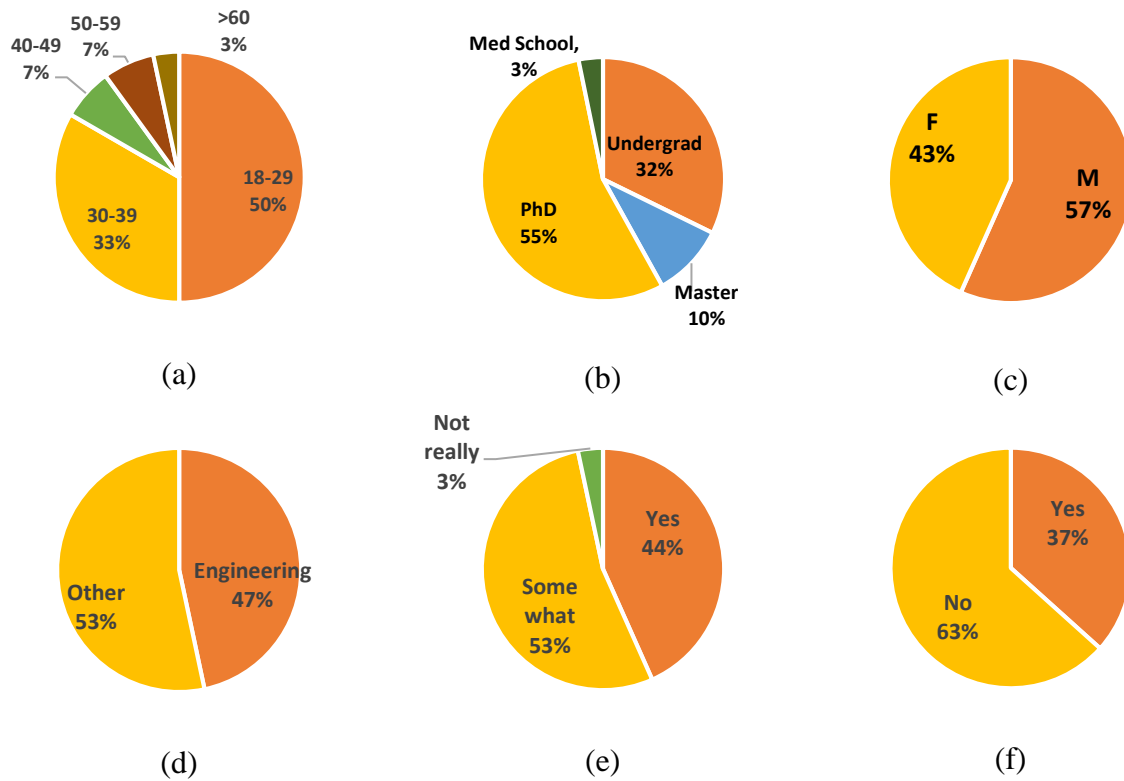 50-59
7%
>60
3%
40-49
7%
18-29
50%
30-39
33%
(a)
Med School,
3%
Undergrad
32%
PhD
55%
Master
10%
(b)
F
43%
M
57%
(c)
Other
53%
Engineering
47%
(d)
Not
really
3%
Yes
44%
Some
what
53%
(e)
Yes
37%
No
63%
(f)